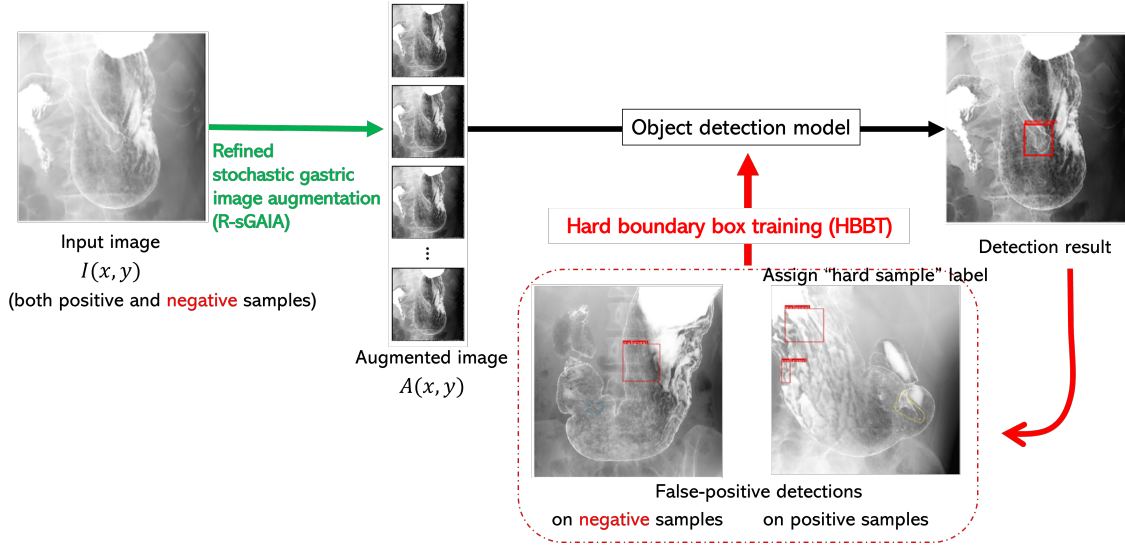 Refined
stochastic gastric
image augmentation
(R-sGAIA)
Input image
I(x, y)
(both positive and negative samples)
...
Augmented image
A(x, y)
Object detection model
Hard boundary box training (HBBT)
Detection result
Assign “hard sample” label
False-positive detections
on negative samples
on positive samples